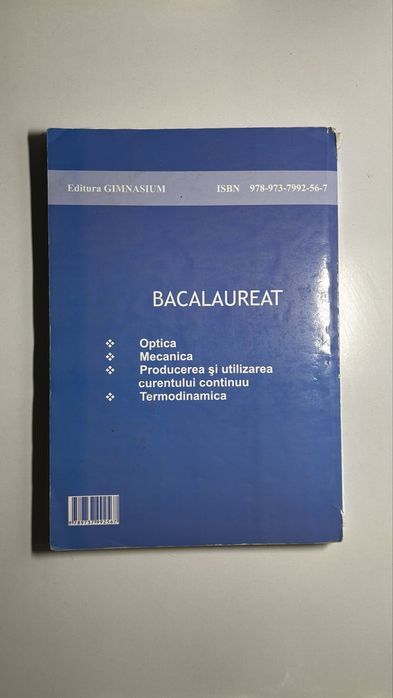 Editura GIMNASIUM ISBN 978-973-7992-56-7
BACALAUREAT
❖ Optica
❖ Mecanica
❖ Producerea şi utilizarea
curentului continuu
❖ Termodinamica